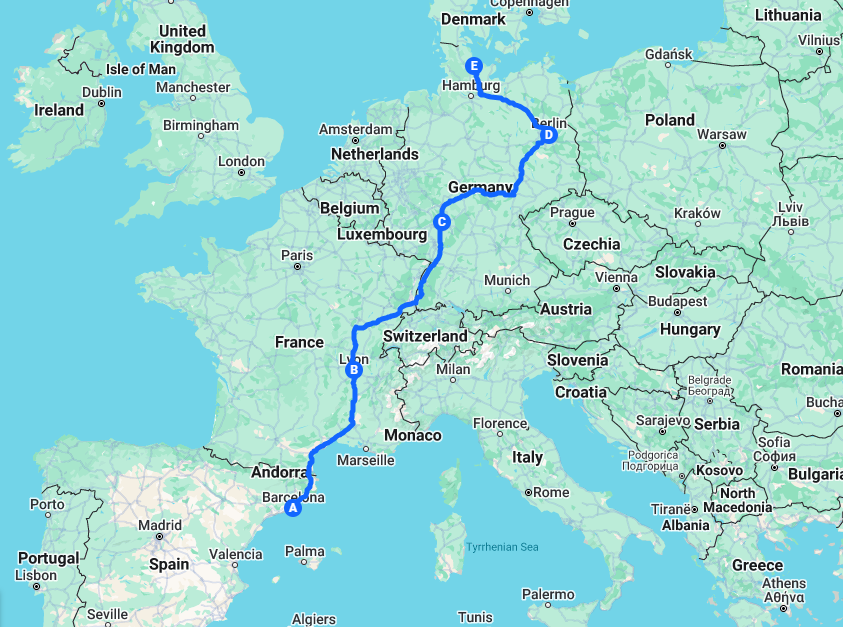 Denmark
Copenhagen
Lithuania
Vilnius
United
Kingdom
Isle of Man
Dublin
Ireland
Manchester
Birmingham
London
Amsterdam
Netherlands
Belgium
Luxembourg
E
Hamburg
Berlin
D
Germany
C
Gdańsk
Poland
Warsaw
Prague
Czechia
Kraków
Lviv
Львів
Paris
France
Munich
Vienna
Slovakia
Austria
Budapest
Hungary
Switzerland
Lyon
B
Milan
Slovenia
Croatia
Romania
Belgrade
Београд
Bucha
Sarajevo
Serbia
Florence
Monaco
Marseille
Italy
Rome
Podgorica
Подгорица
Kosovo
Sofia
София
Bulgaria
North
Macedonia
Tiranë
Albania
Andorra
Barcelona
A
Porto
Madrid
Spain
Portugal
Lisbon
Valencia
Palma
Seville
Tyrrhenian Sea
Palermo
Greece
Athens
Αθήνα
Algiers
Tunis